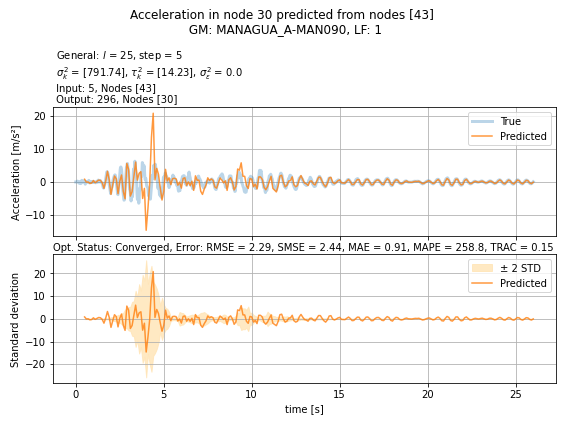 Acceleration in node 30 predicted from nodes [43]
GM: MANAGUA_A-MAN090, LF: 1
General: l = 25, step = 5
σ²ₖ = [791.74], τ²ₖ = [14.23], σ²ε = 0.0
Input: 5, Nodes [43]
Output: 296, Nodes [30]
Acceleration [m/s²]
20
10
0
−10
True
Predicted
Opt. Status: Converged, Error: RMSE = 2.29, SMSE = 2.44, MAE = 0.91, MAPE = 258.8, TRAC = 0.15
Standard deviation
20
10
0
−10
−20
± 2 STD
Predicted
0 5 10 15 20 25
time [s]